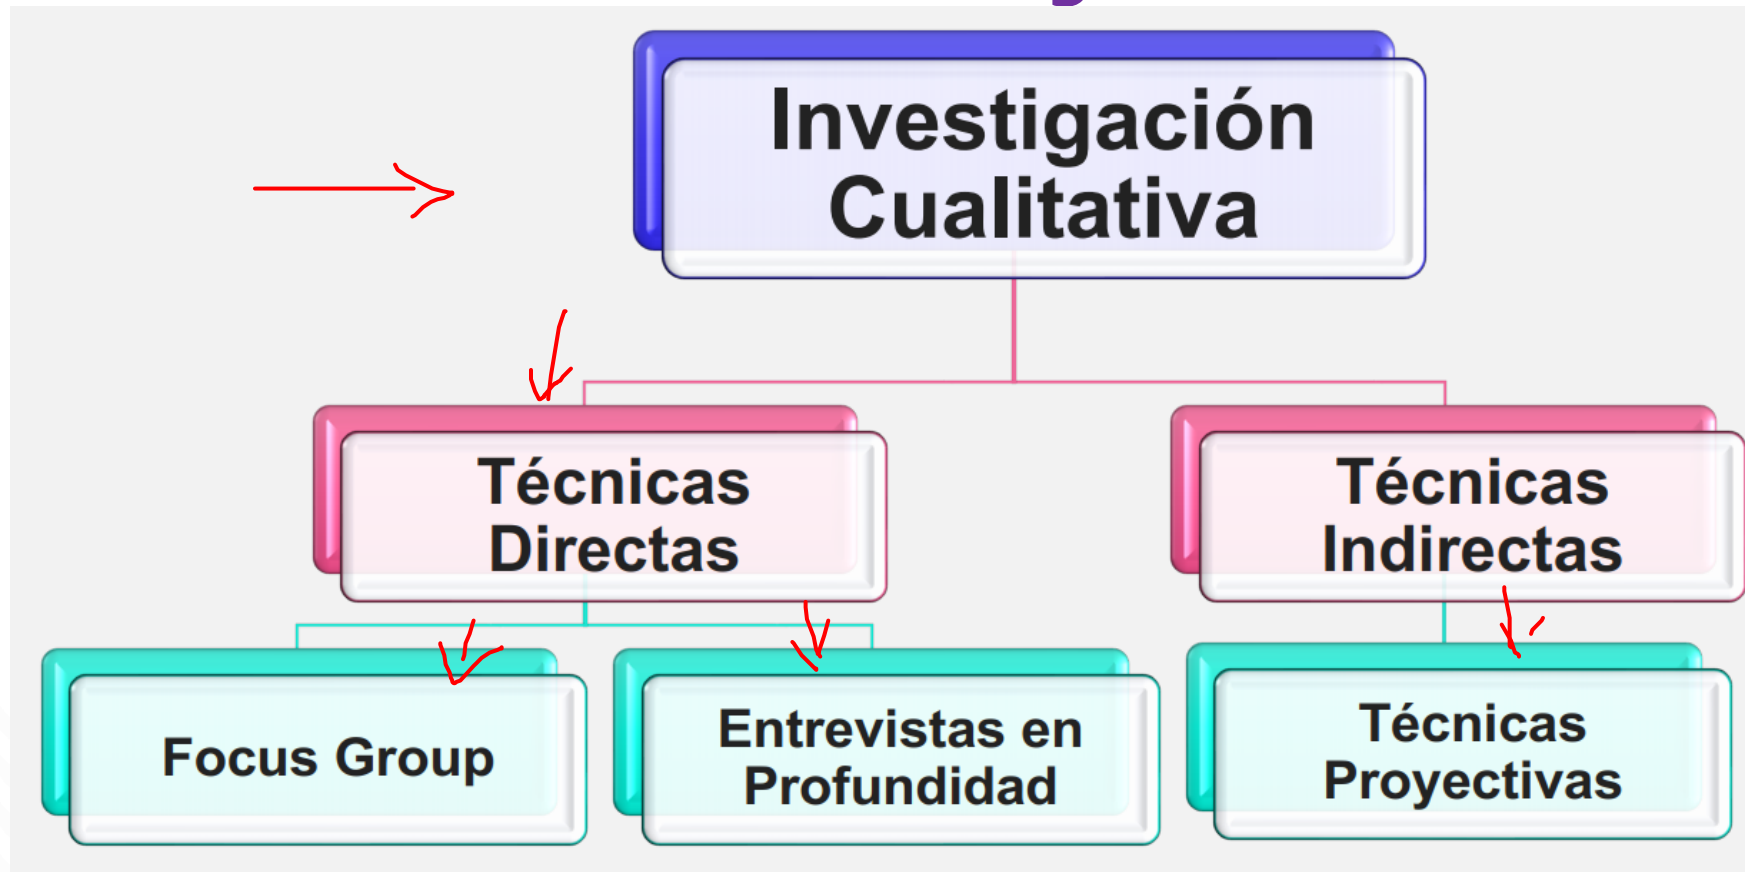 Investigación
Cualitativa
Técnicas
Directas
Técnicas
Indirectas
Focus Group
Entrevistas en
Profundidad
Técnicas
Proyectivas